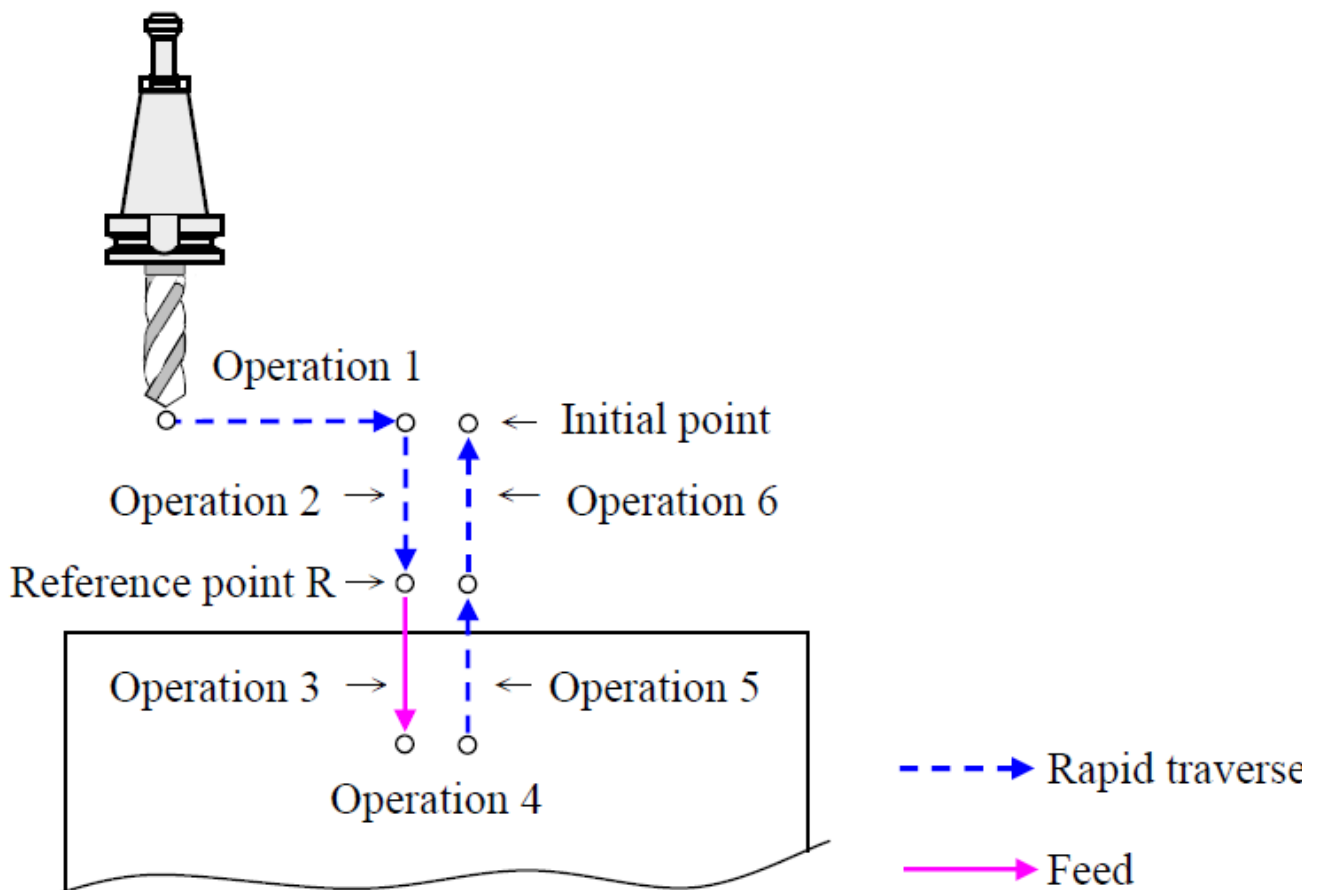 Operation 1
← Initial point
Operation 2 →
← Operation 6
Reference point R →
Operation 3 →
← Operation 5
Operation 4
Rapid traverse
Feed